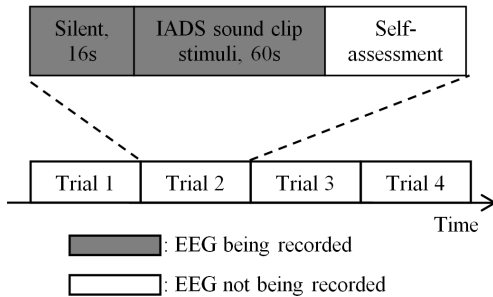 Silent,
16s
IADS sound clip
stimuli, 60s
Self-
assessment
Trial 1
Trial 2
Trial 3
Trial 4
Time
: EEG being recorded
: EEG not being recorded